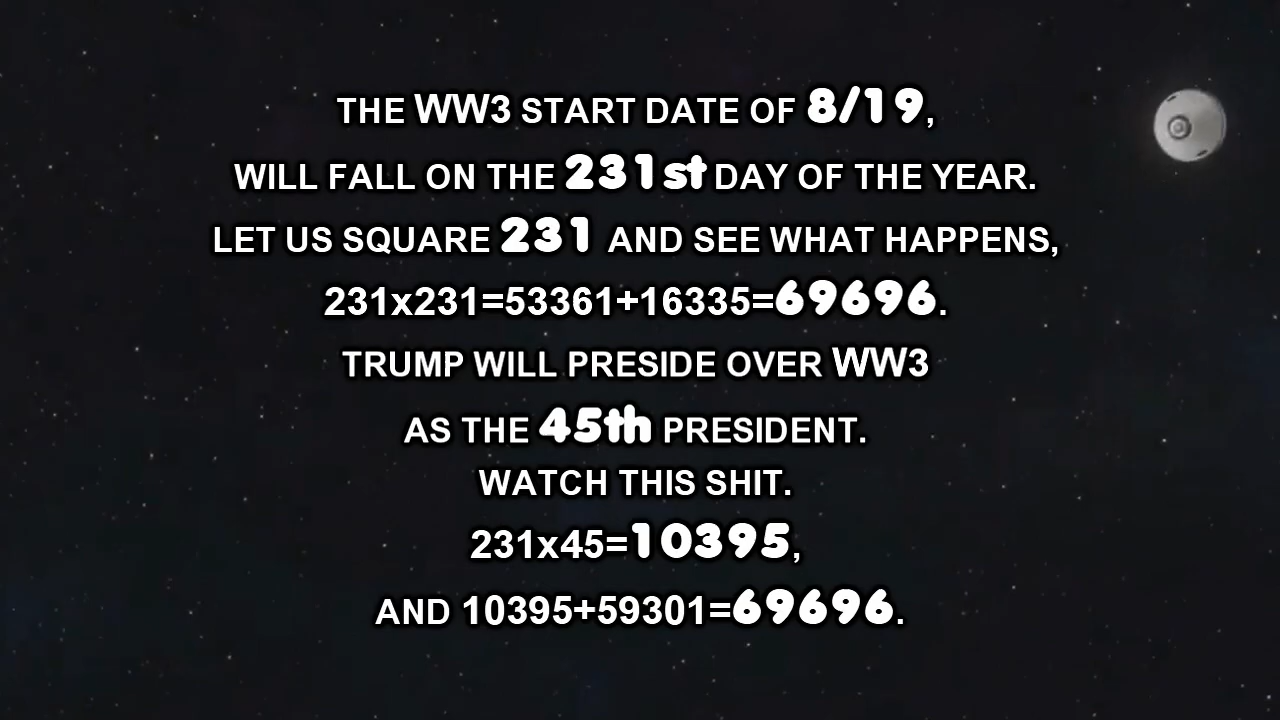 THE WW3 START DATE OF 8/19,
WILL FALL ON THE 231st DAY OF THE YEAR.
LET US SQUARE 231 AND SEE WHAT HAPPENS,
231x231=53361+16335=69696.
TRUMP WILL PRESIDE OVER WW3
AS THE 45th PRESIDENT.
WATCH THIS SHIT.
231x45=10395,
AND 10395+59301=69696.